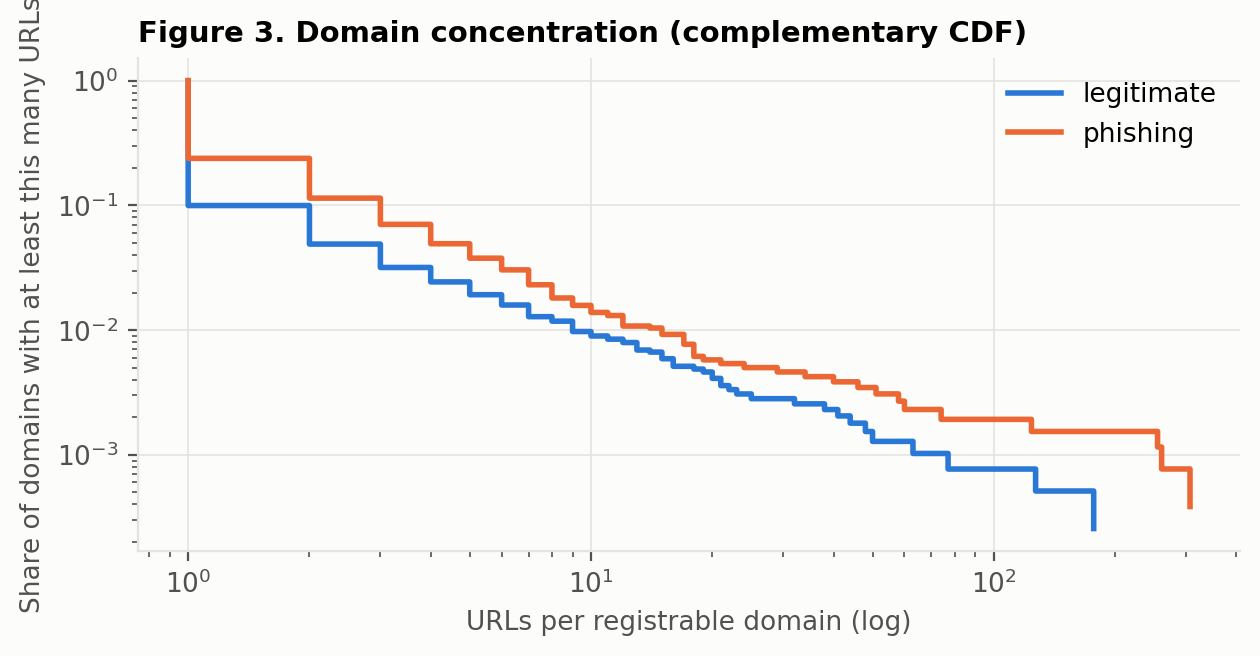 Figure 3. Domain concentration (complementary CDF)
Share of domains with at least this many URLs
10⁰
10⁻¹
10⁻²
10⁻³
legitimate
phishing
10⁰
10¹
10²
URLs per registrable domain (log)